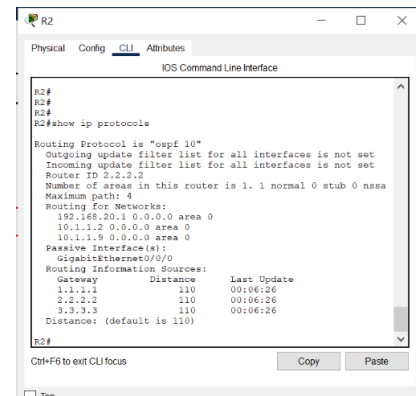 R2
Physical Config CLI Attributes
IOS Command Line Interface
R2#
R2#
R2#
R2#show ip protocols
Routing Protocol is "ospf 10"
Outgoing update filter list for all interfaces is not set
Incoming update filter list for all interfaces is not set
Router ID 2.2.2.2
Number of areas in this router is 1. 1 normal 0 stub 0 nssa
Maximum path: 4
Routing for Networks:
192.168.20.1 0.0.0.0 area 0
10.1.1.2 0.0.0.0 area 0
10.1.1.9 0.0.0.0 area 0
Passive Interface(s):
GigabitEthernet0/0/0
Routing Information Sources:
Gateway Distance Last Update
1.1.1.1 110 00:06:26
2.2.2.2 110 00:06:26
3.3.3.3 110 00:06:26
Distance: (default is 110)
R2#
Ctrl+F6 to exit CLI focus
Copy Paste